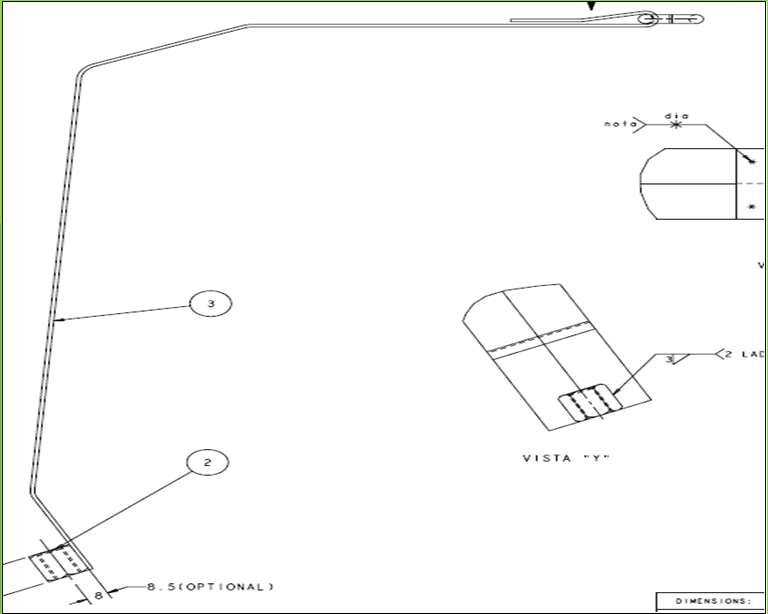 dia
nota
3
3
2 LAD
VISTA "Y"
2
8.5(OPTIONAL)
8
DIMENSIONS: